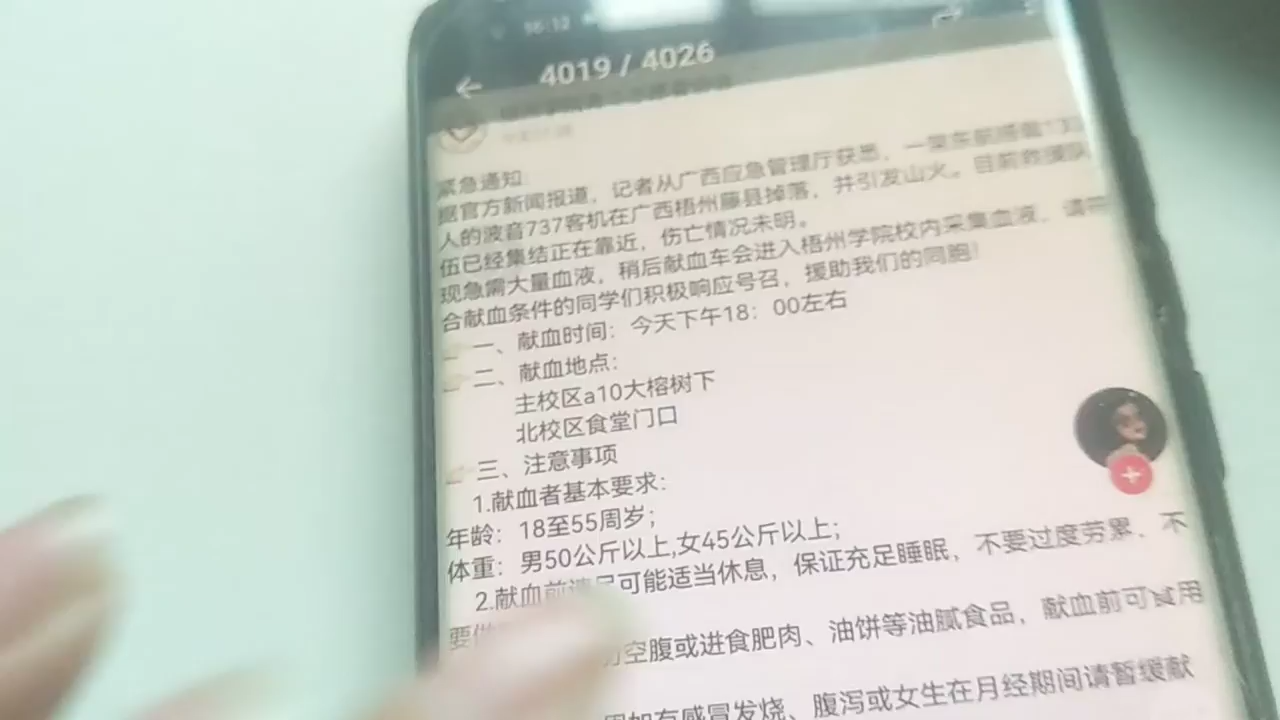 16:12
4019 / 4026
紧急通知
据官方新闻报道，记者从广西应急管理厅获悉，一架东航搭载
人的波音737客机在广西梧州藤县掉落，并引发山火。目前救援队
伍已经集结正在靠近，伤亡情况未明。
现急需大量血液，稍后献血车会进入梧州学院校内采集血液，请符
合献血条件的同学们积极响应号召，援助我们的同胞！
一、献血时间：今天下午18：00左右
二、献血地点：
主校区a10大榕树下
北校区食堂门口
三、注意事项
1.献血者基本要求：
年龄：18至55周岁；
体重：男50公斤以上,女45公斤以上；
2.献血前 可能适当休息，保证充足睡眠，不要过度劳累，不
要 空腹或进食肥肉、油饼等油腻食品，献血前可食用
如有感冒发烧、腹泻或女生在月经期间请暂缓献